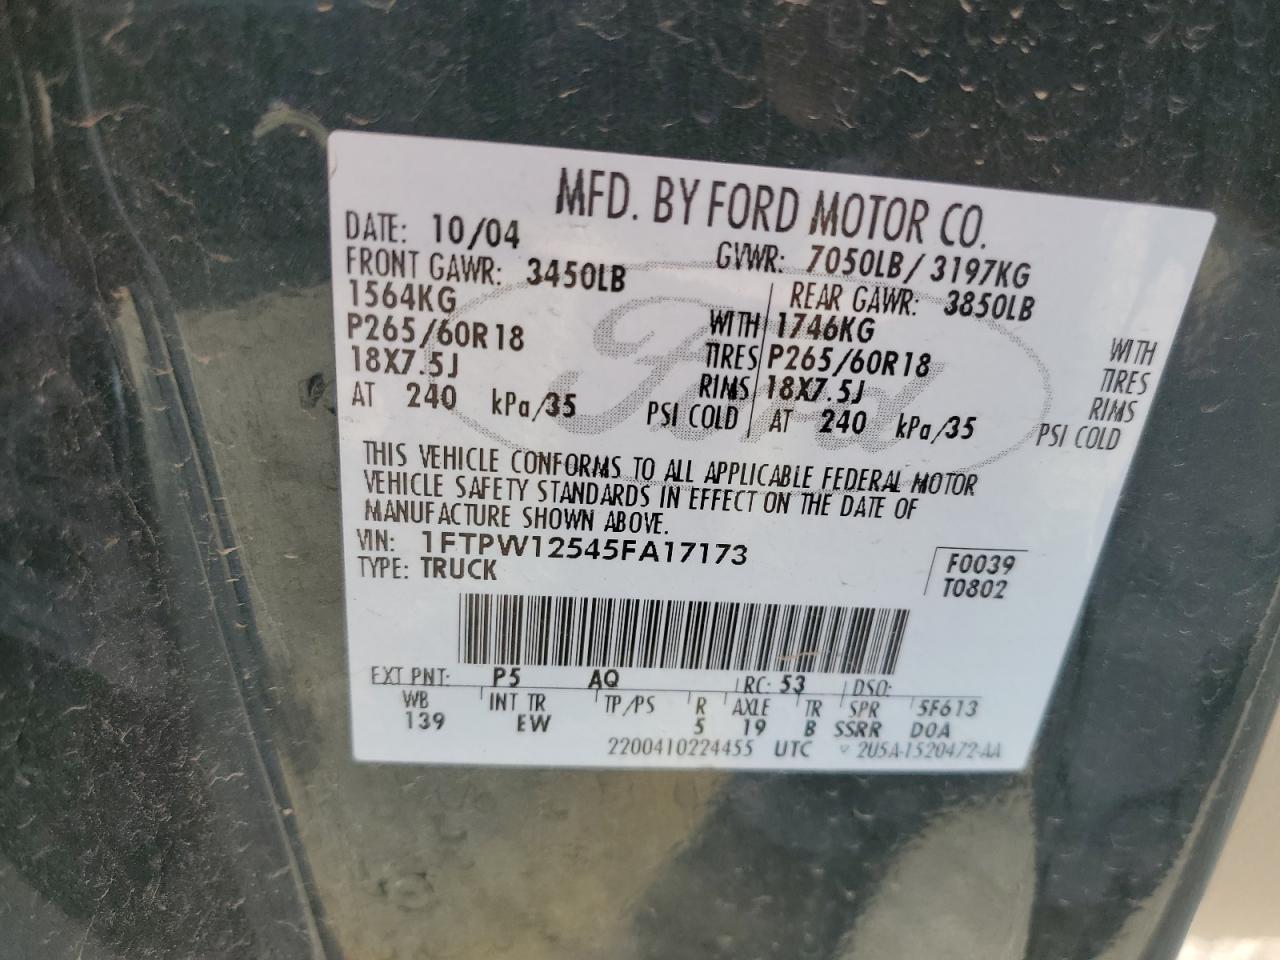 MFD. BY FORD MOTOR CO.
DATE: 10/04 GVWR: 7050LB/ 3197KG
FRONT GAWR: 3450LB REAR GAWR: 3850LB
1564KG WITH 1746KG WITH
P265/60R18 TIRES P265/60R18 TIRES
18X7.5J RIMS 18X7.5J RIMS
AT 240 kPa/35 PSI COLD AT 240 kPa/35 PSI COLD
Ford
THIS VEHICLE CONFORMS TO ALL APPLICABLE FEDERAL MOTOR
VEHICLE SAFETY STANDARDS IN EFFECT ON THE DATE OF
MANUFACTURE SHOWN ABOVE.
VIN: 1FTPW12545FA17173
TYPE: TRUCK
F0039
T0802
EXT PNT: P5 AQ RC: 53 DSO:
WB INT TR TP/PS R AXLE TR SPR 5F613
139 EW 5 19 B SSRR DOA
2200410224455 UTC 2U5A-1520472-AA